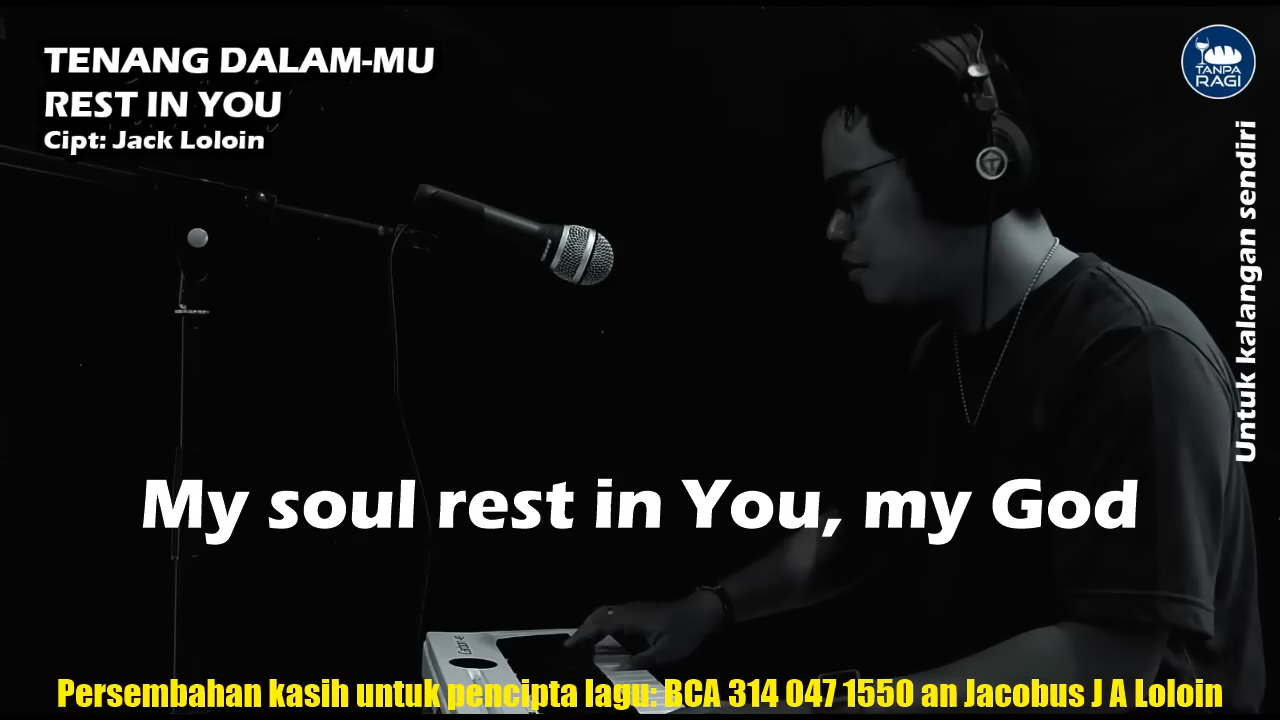 TENANG DALAM-MU
REST IN YOU
Cipt: Jack Loloin
TANPA
RAGI
Untuk kalangan sendiri
My soul rest in You, my God
Persembahan kasih untuk pencipta lagu: BCA 314 047 1550 an Jacobus J A Loloin